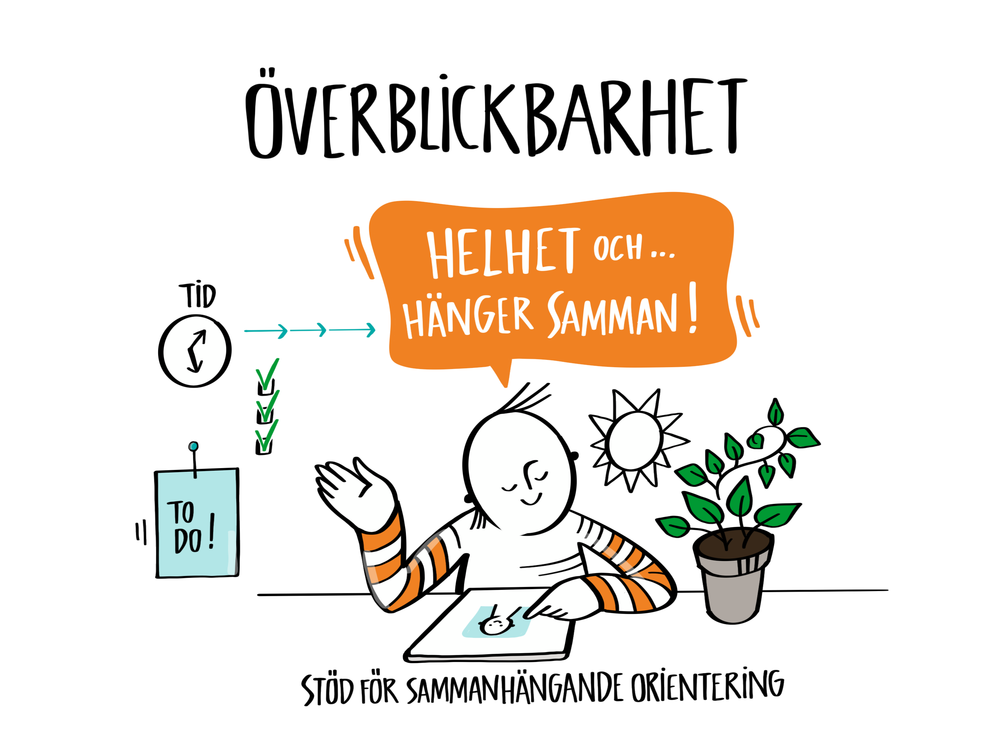 ÖVERBLICKBARHET
HELHET OCH...
HÄNGER SAMMAN!
TID
TO
DO!
STÖD FÖR SAMMANHÄNGANDE ORIENTERING